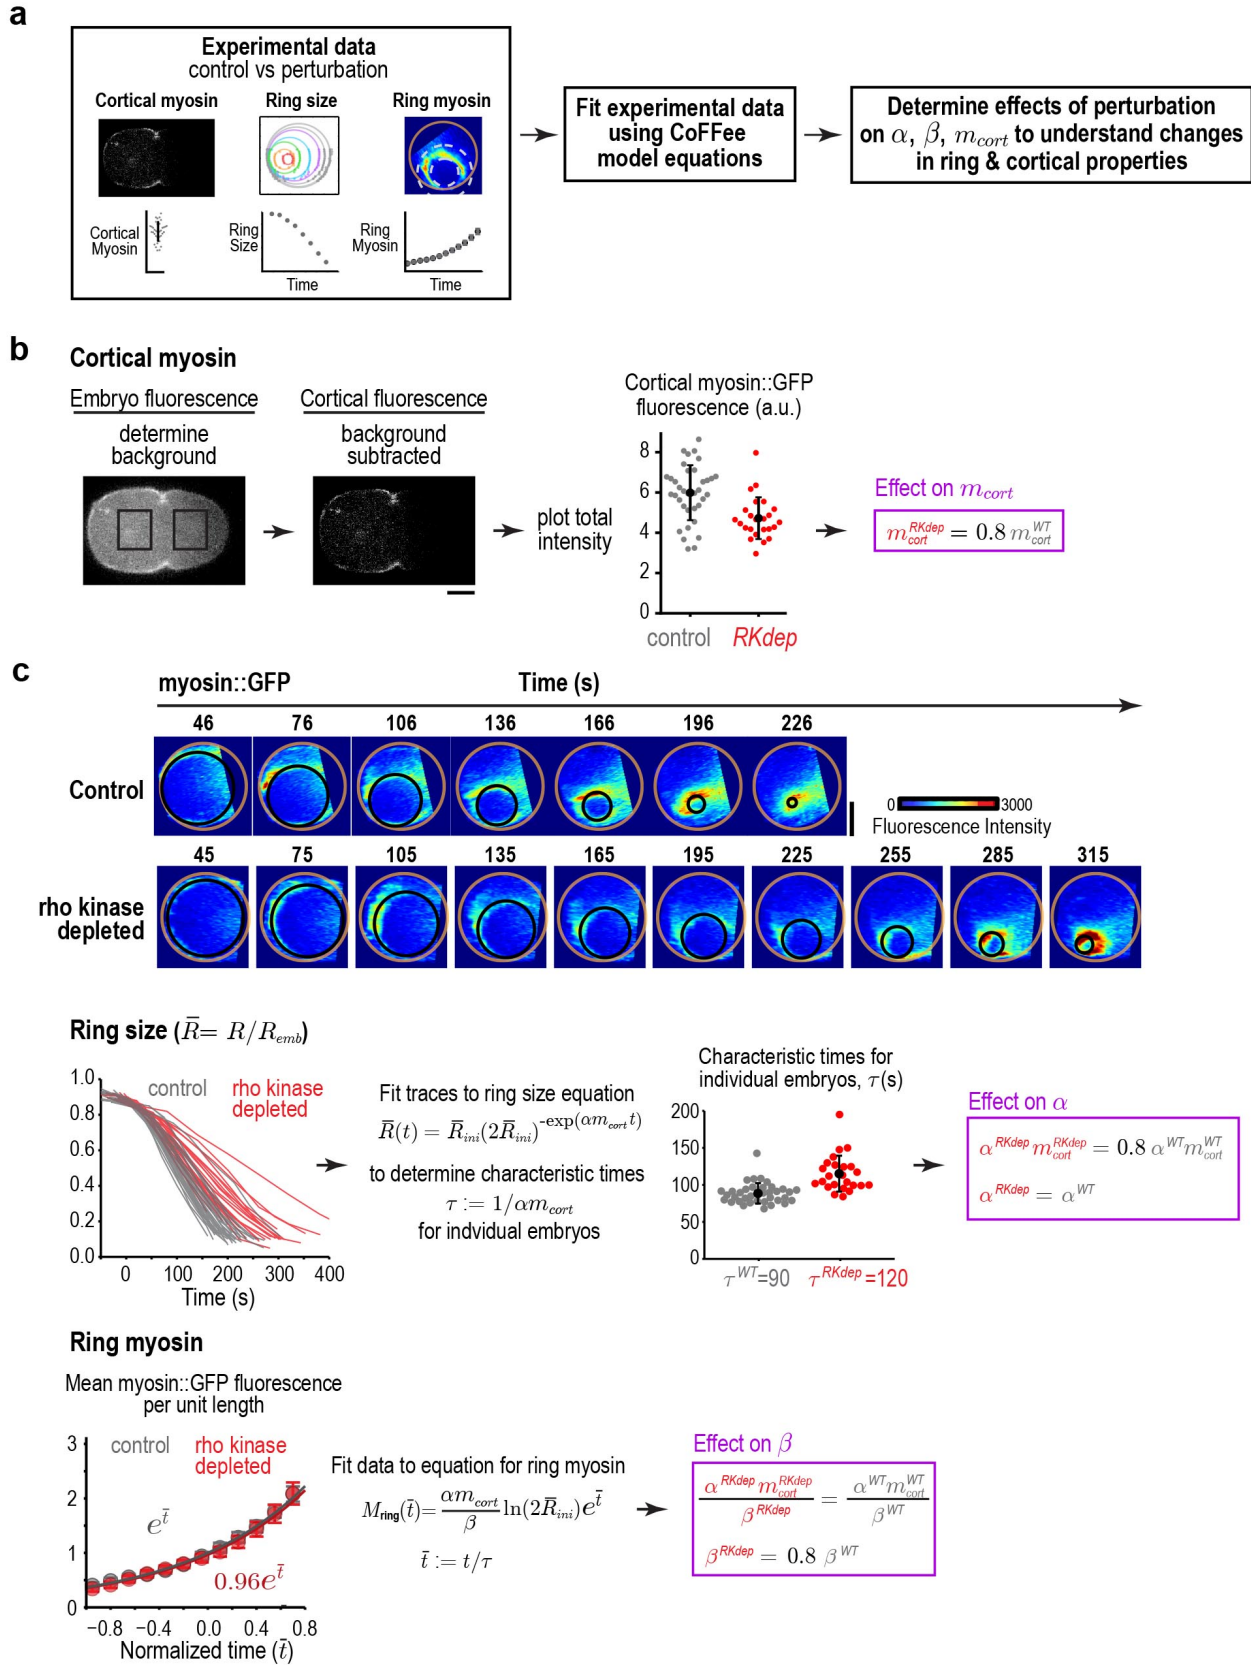 a
Experimental data
control vs perturbation
Cortical myosin
Ring size
Ring myosin
Cortical
Myosin
Ring
Size
Time
Ring
Myosin
Time
Fit experimental data
using CoFFee
model equations
Determine effects of perturbation
on α, β, m_cort to understand changes
in ring & cortical properties
b
Cortical myosin
Embryo fluorescence
determine
background
Cortical fluorescence
background
subtracted
plot total
intensity
Cortical myosin::GFP
fluorescence (a.u.)
8
6
4
2
0
control
RKdep
Effect on m_cort
m_cort^RKdep = 0.8 m_cort^WT
c
myosin::GFP
Time (s)
46 76 106 136 166 196 226
Control
0 3000
Fluorescence Intensity
45 75 105 135 165 195 225 255 285 315
rho kinase
depleted
Ring size (R̄= R/R_emb)
1.0
0.8
0.6
0.4
0.2
0.0
control
rho kinase
depleted
0 100 200 300 400
Time (s)
Fit traces to ring size equation
R̄(t) = R̄_ini(2R̄_ini)^-exp(αm_cort t)
to determine characteristic times
τ := 1/αm_cort
for indvidual embryos
Characteristic times for
individual embryos, τ(s)
200
150
100
50
0
τ^WT=90
τ^RKdep=120
Effect on α
α^RKdep m_cort^RKdep = 0.8 α^WT m_cort^WT
α^RKdep = α^WT
Ring myosin
Mean myosin::GFP fluorescence
per unit length
3
2
1
0
control
rho kinase
depleted
e^t̄
0.96e^t̄
−0.8 −0.4 0.0 0.4 0.8
Normalized time (t̄)
Fit data to equation for ring myosin
M_ring(t̄)= αm_cort/β ln(2R̄_ini)e^t̄
t̄ := t/τ
Effect on β
α^RKdep m_cort^RKdep/β^RKdep = α^WT m_cort^WT/β^WT
β^RKdep = 0.8 β^WT